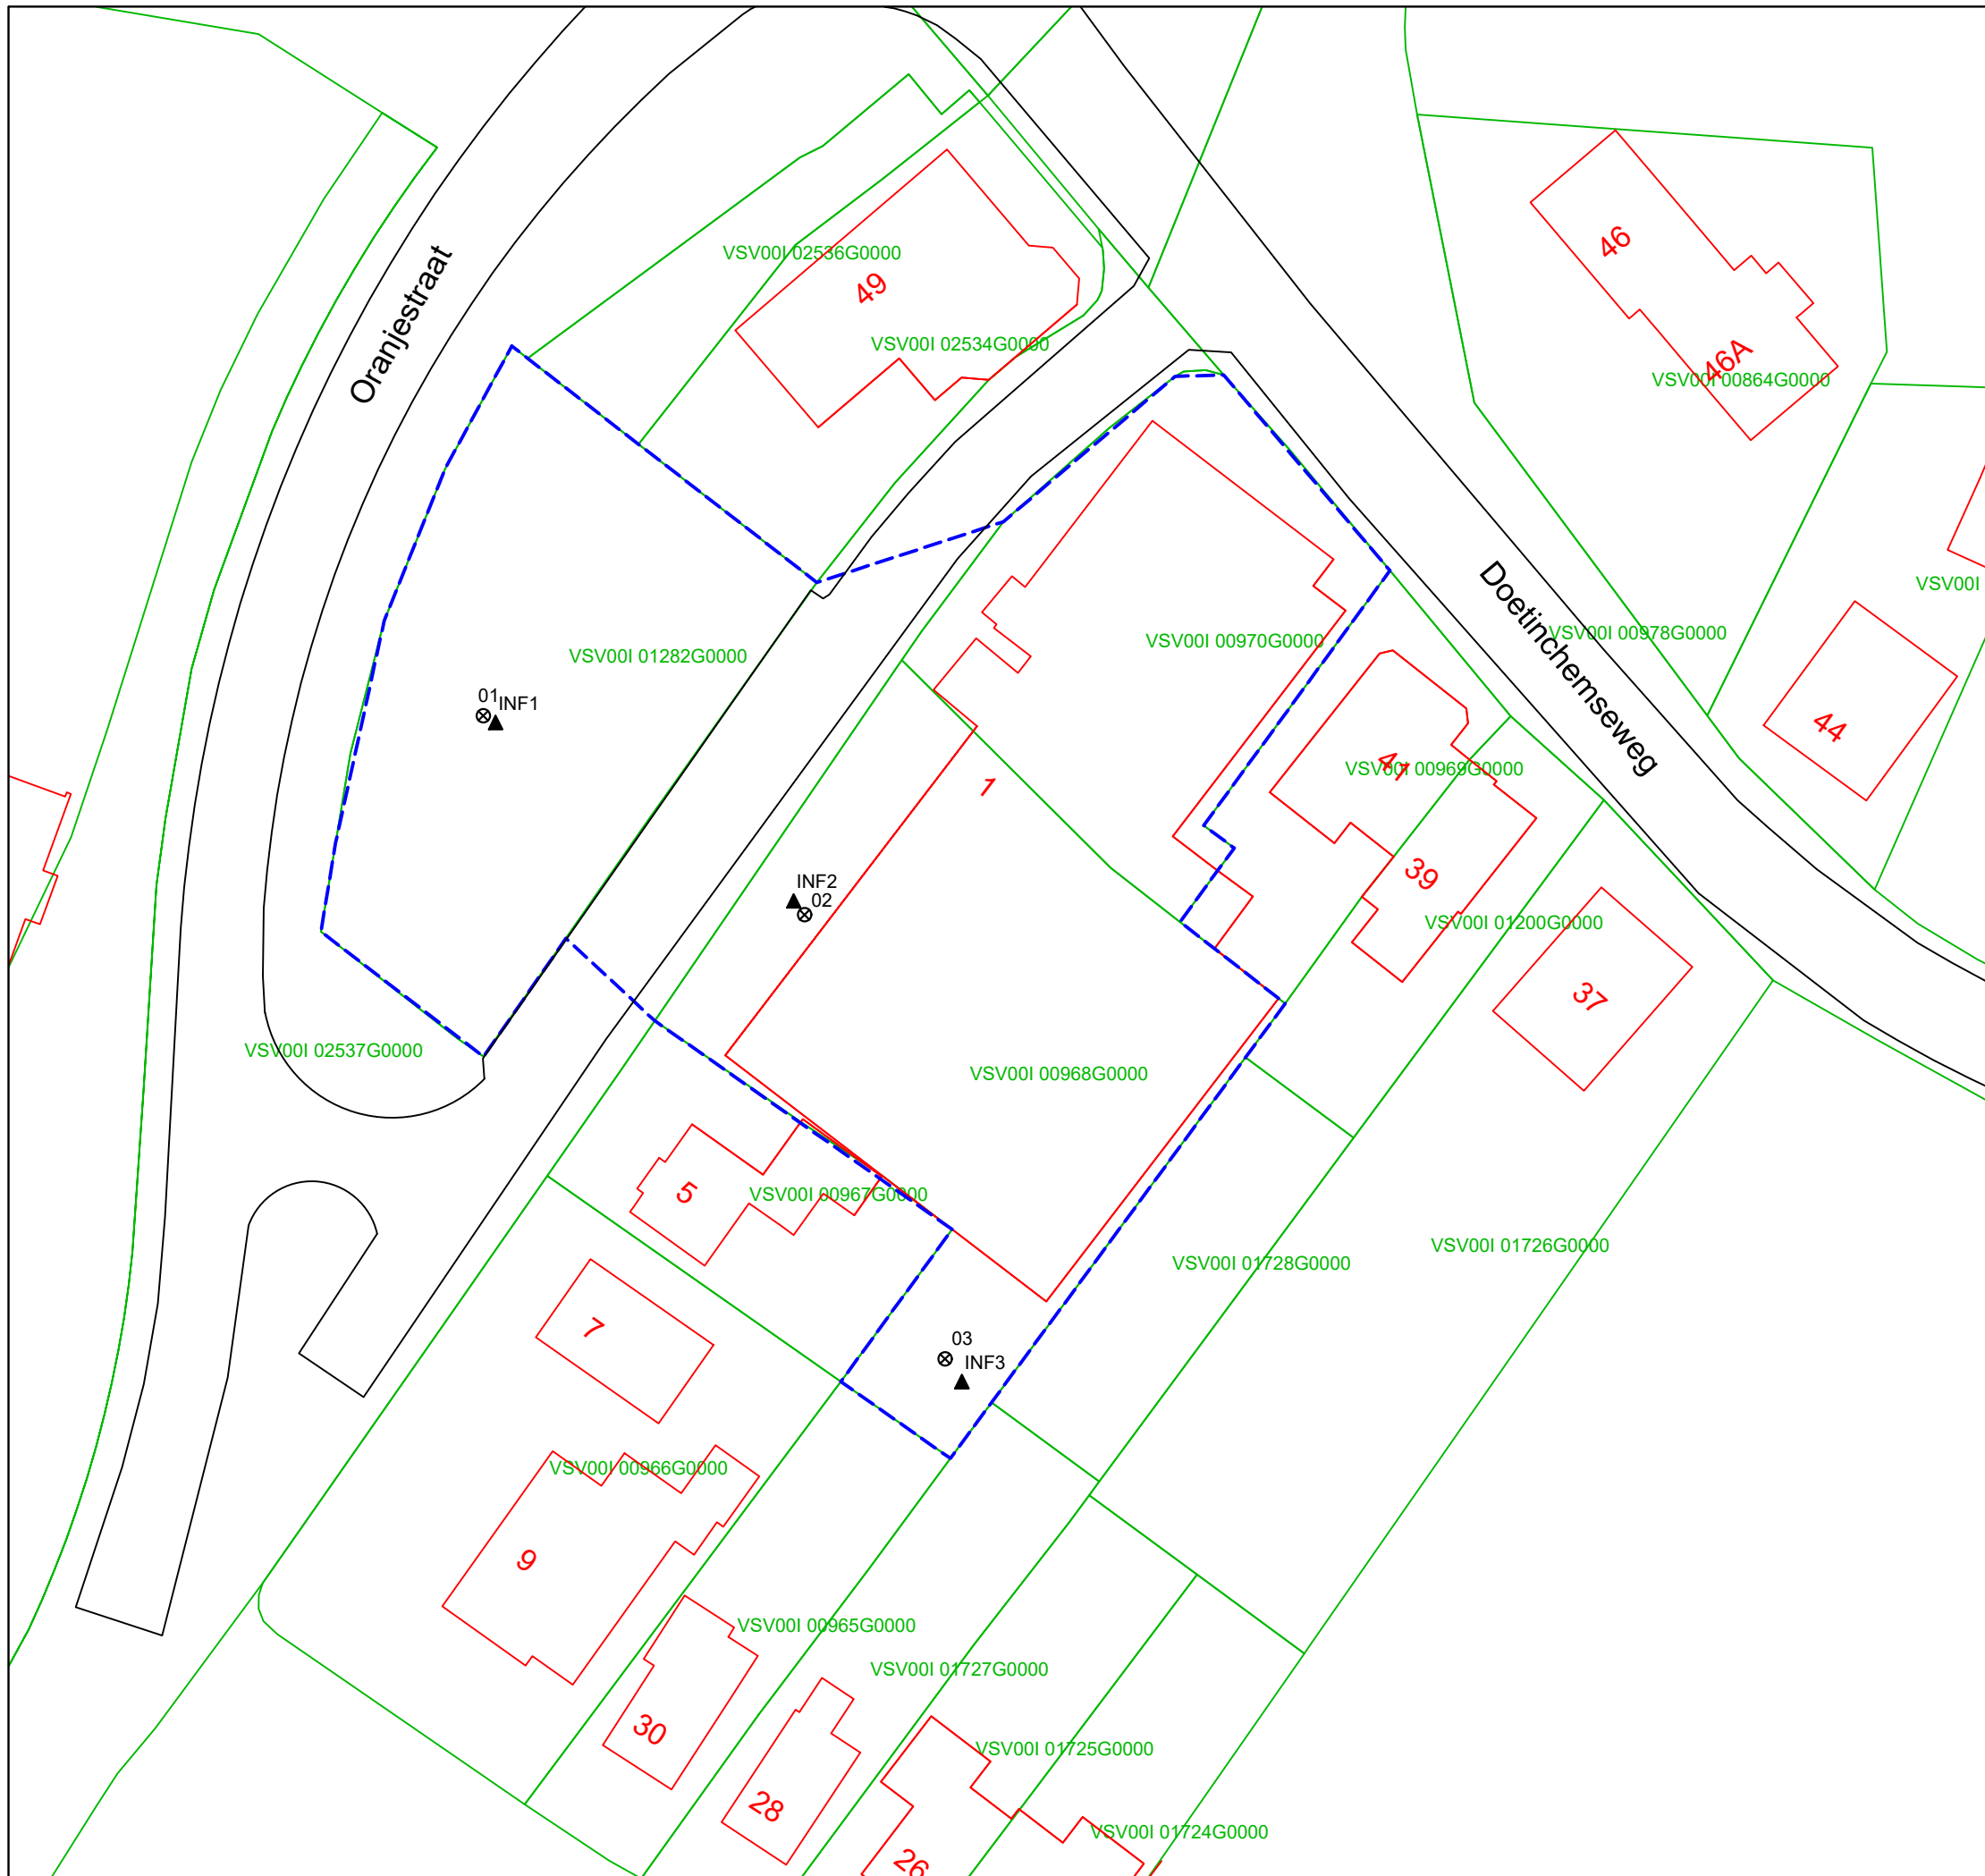 Oranjestraat
VSV00I 02536G0000
49
VSV00I 02534G0000
46
46A
VSV00I 00864G0000
VSV00I
Doetinchemseweg
VSV00I 00978G0000
VSV00I 00970G0000
VSV00I 01282G0000
01
INF1
44
41
VSV00I 00969G0000
1
39
INF2
02
VSV00I 01200G0000
37
VSV00I 02537G0000
VSV00I 00968G0000
5
VSV00I 00967G0000
VSV00I 01726G0000
VSV00I 01728G0000
7
03
INF3
VSV00I 00966G0000
9
VSV00I 00965G0000
VSV00I 01727G0000
30
VSV00I 01725G0000
28
VSV00I 01724G0000
26